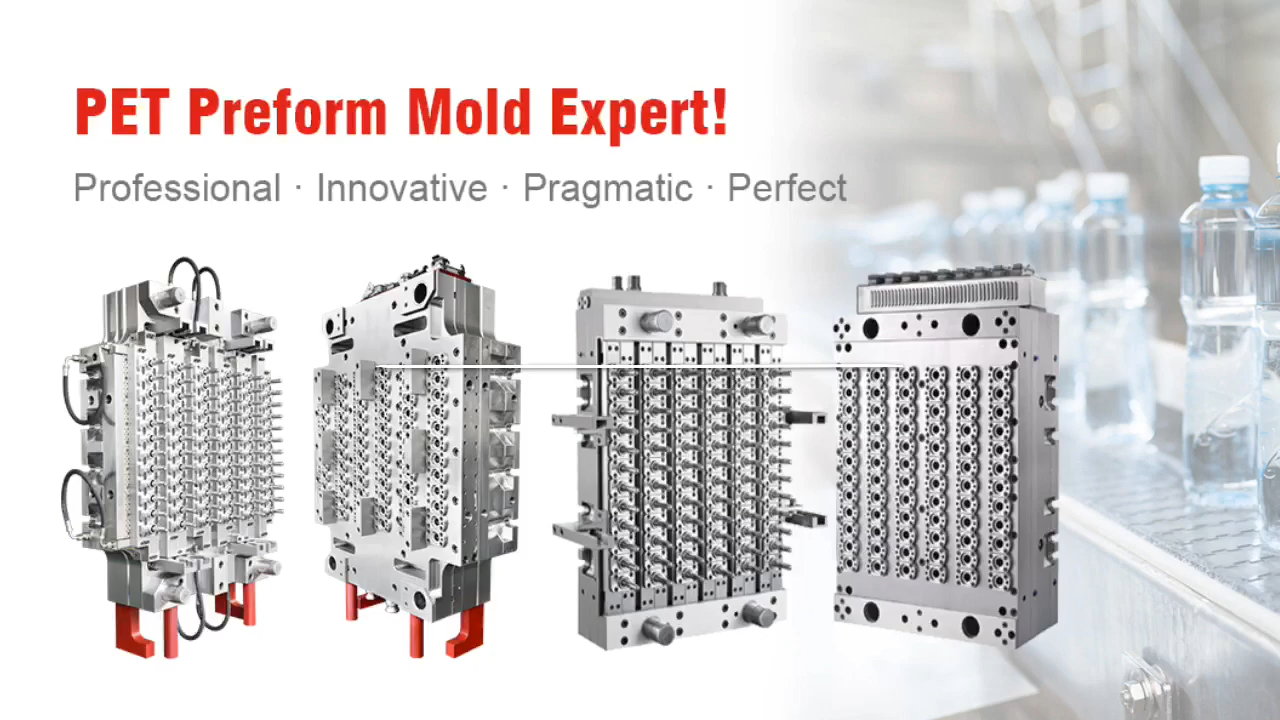 PET Preform Mold Expert!
Professional · Innovative · Pragmatic · Perfect